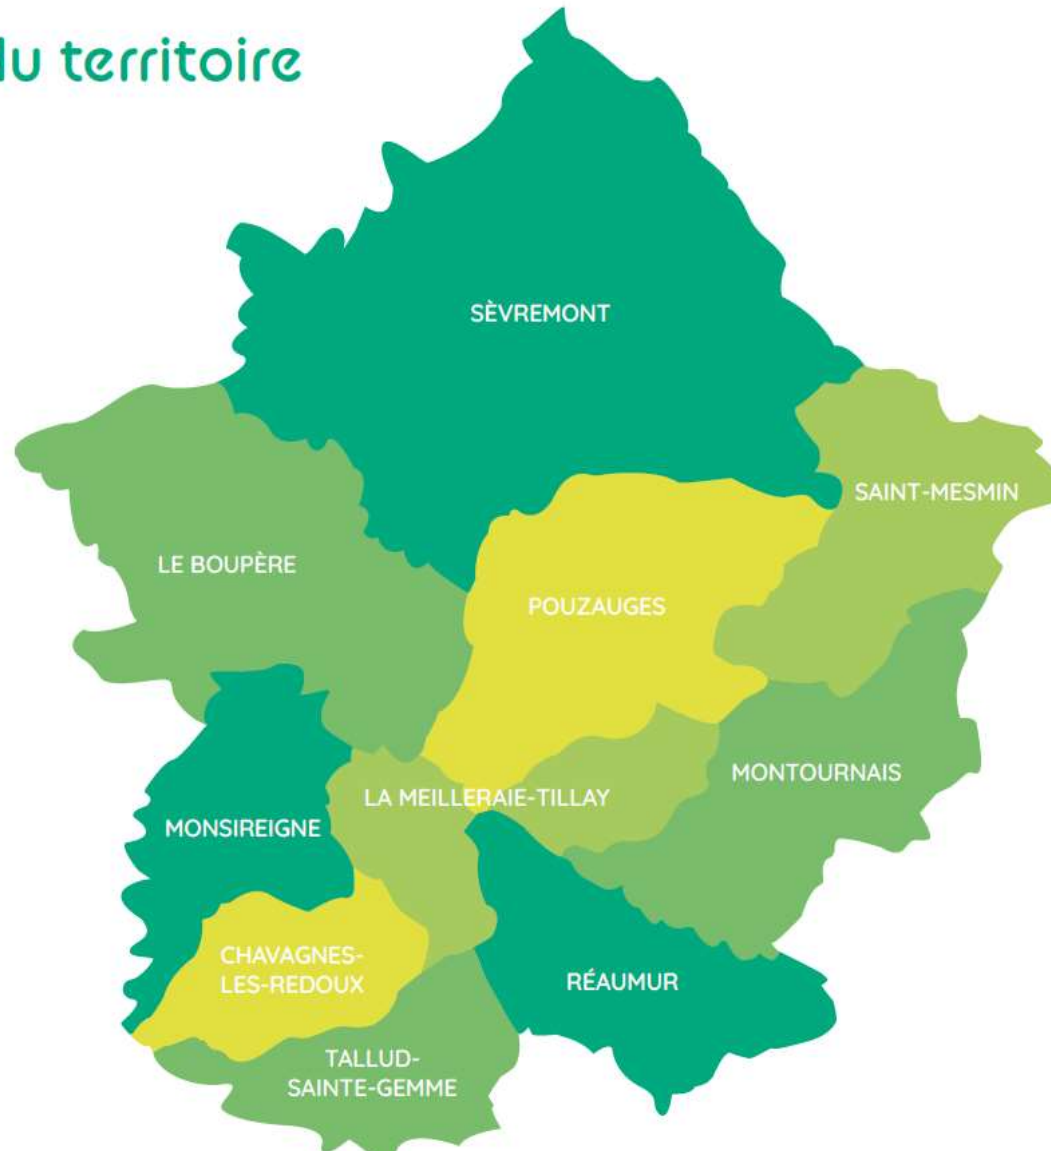 du territoire
SÈVREMONT
SAINT-MESMIN
LE BOUPÈRE
POUZAUGES
MONTOURNAIS
LA MEILLERAIE-TILLAY
MONSIREIGNE
CHAVAGNES-
LES-REDOUX
RÉAUMUR
TALLUD-
SAINTE-GEMME